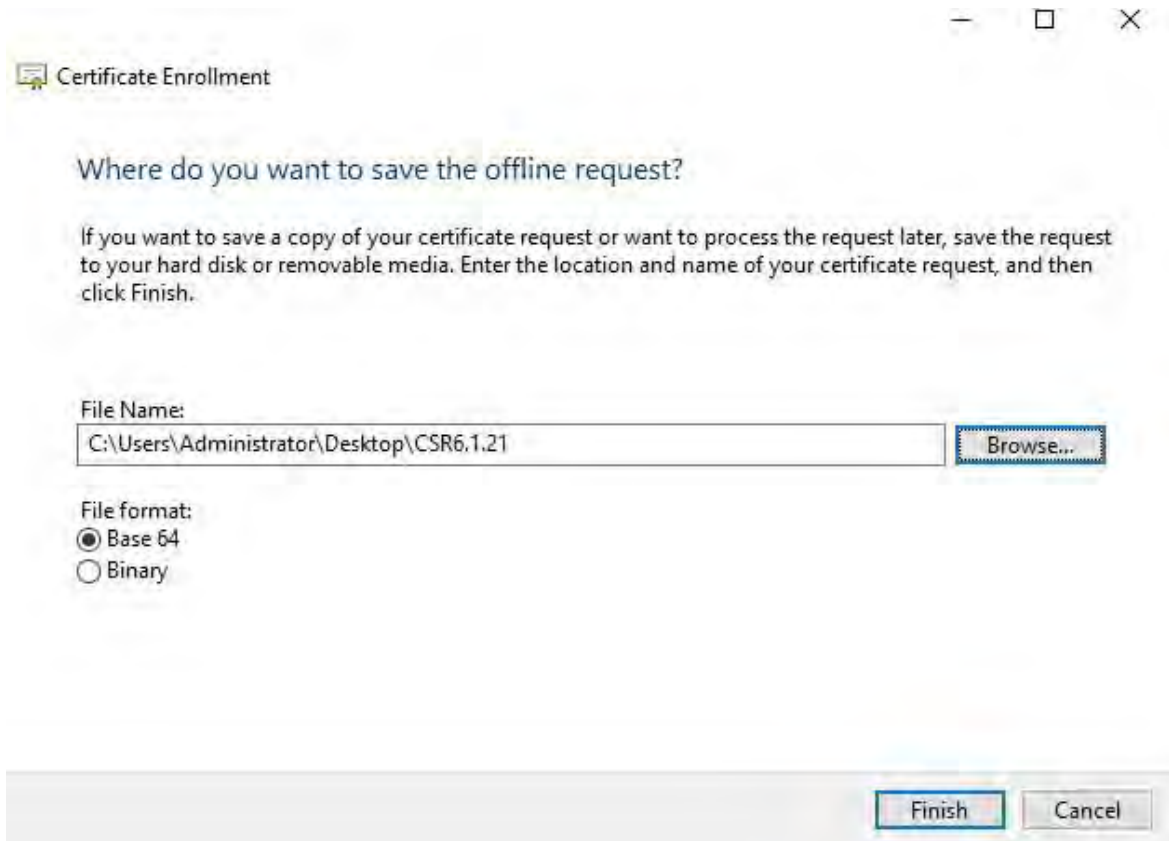 Certificate Enrollment
Where do you want to save the offline request?
If you want to save a copy of your certificate request or want to process the request later, save the request
to your hard disk or removable media. Enter the location and name of your certificate request, and then
click Finish.
File Name:
C:\Users\Administrator\Desktop\CSR6.1.21
Browse...
File format:
Base 64
Binary
Finish
Cancel